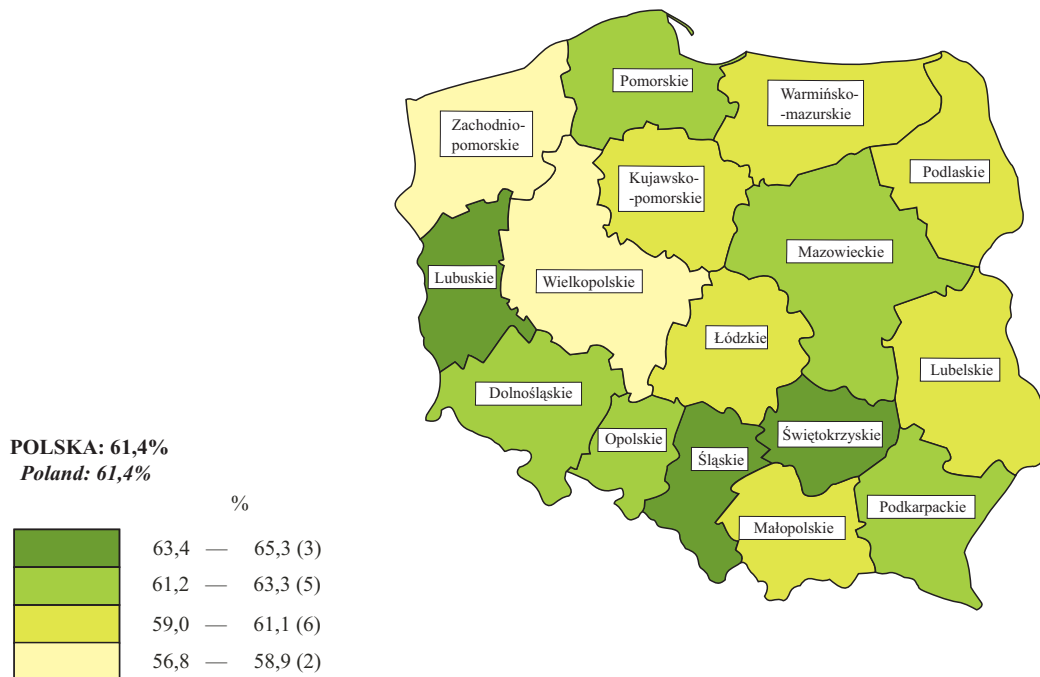 Pomorskie
Warmińsko-
-mazurskie
Zachodnio-
pomorskie
Podlaskie
Kujawsko-
-pomorskie
Mazowieckie
Lubuskie
Wielkopolskie
Łódzkie
Lubelskie
Dolnośląskie
Świętokrzyskie
Opolskie
Śląskie
Podkarpackie
Małopolskie
POLSKA: 61,4%
Poland: 61,4%
%
63,4 — 65,3 (3)
61,2 — 63,3 (5)
59,0 — 61,1 (6)
56,8 — 58,9 (2)